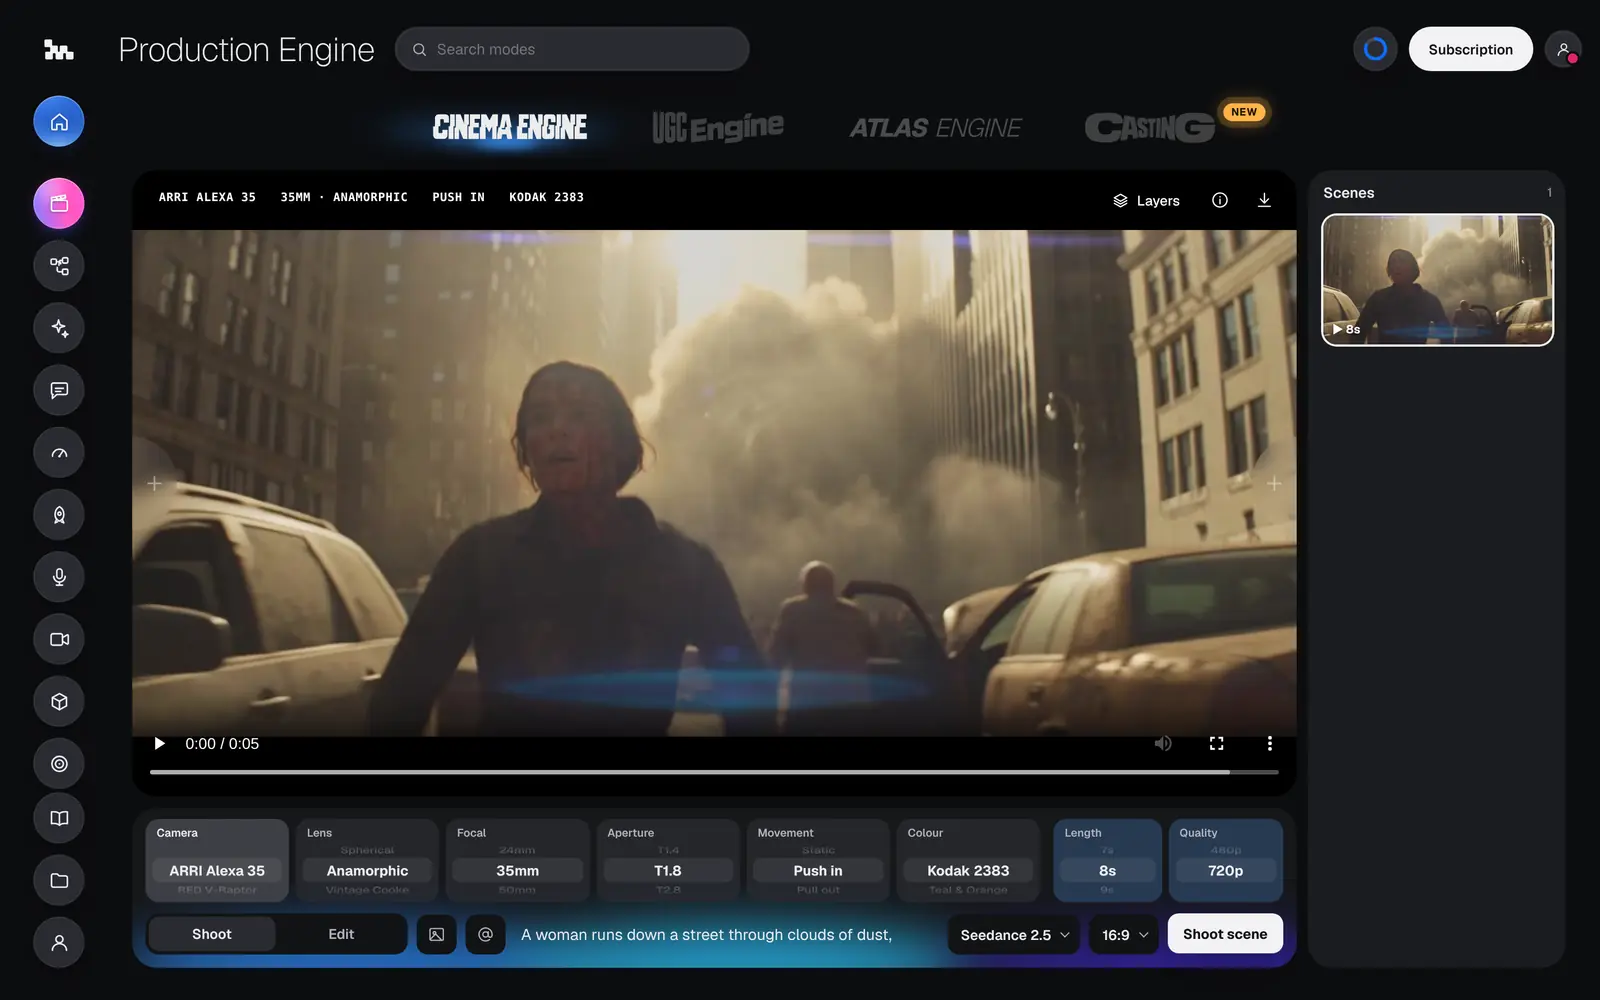 Production Engine
Search modes
Subscription
CINEMA ENGINE
UGC Engine
ATLAS ENGINE
CASTING
NEW
ARRI ALEXA 35 35MM · ANAMORPHIC PUSH IN KODAK 2383
Layers
Scenes 1
8s
0:00 / 0:05
Camera
ARRI Alexa 35
RED V-Raptor
Lens
Spherical
Anamorphic
Vintage Cooke
Focal
24mm
35mm
50mm
Aperture
T1.4
T1.8
T2.8
Movement
Static
Push in
Pull out
Colour
Kodak 2383
Teal & Orange
Length
7s
8s
9s
Quality
480p
720p
Shoot
Edit
A woman runs down a street through clouds of dust,
Seedance 2.5
16:9
Shoot scene